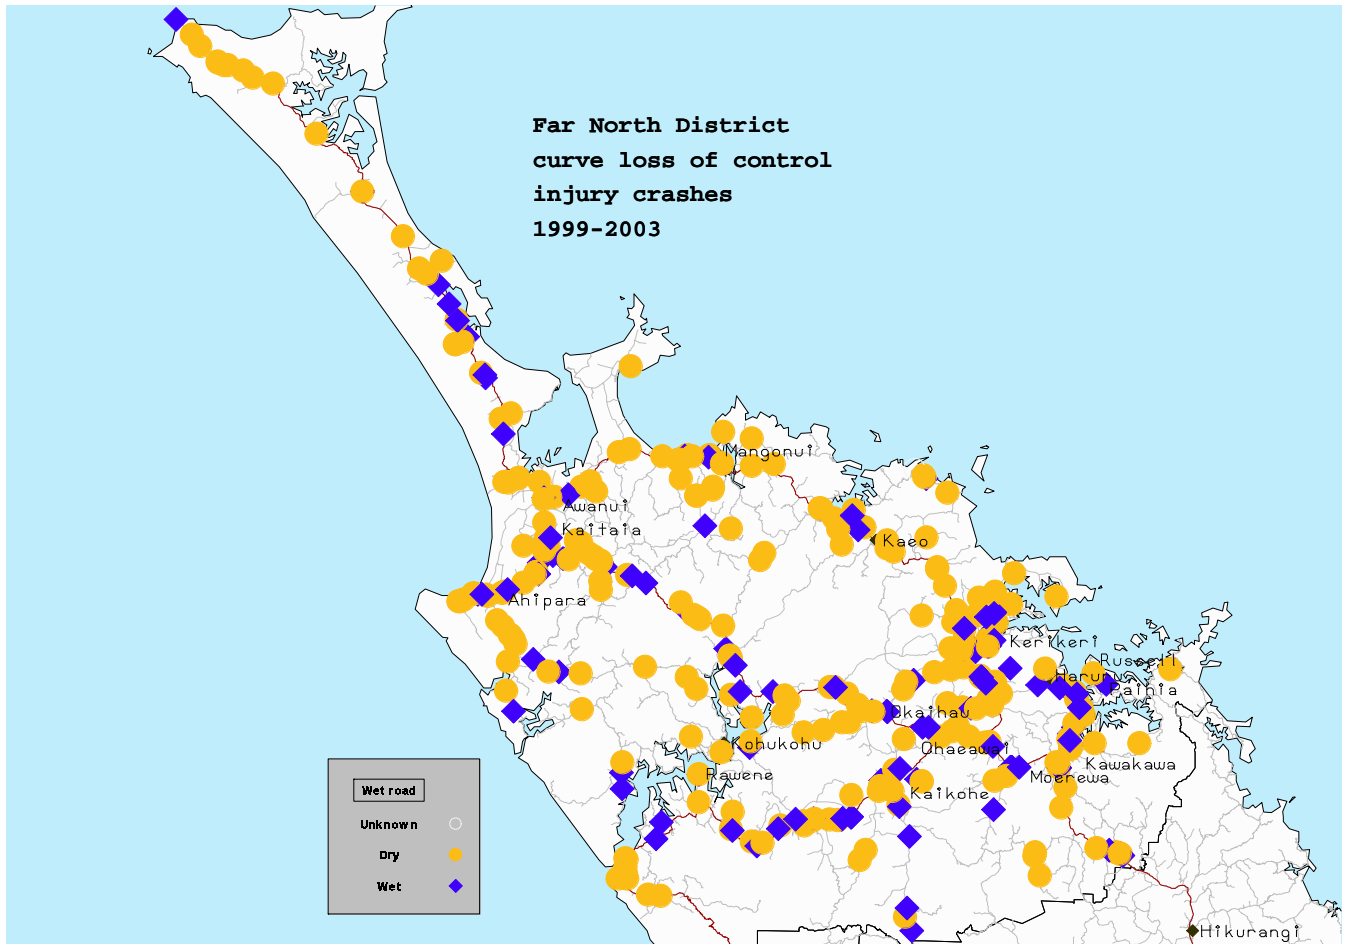 Far North District
curve loss of control
injury crashes
1999-2003
Mangonui
Awanui
Kaitaia
Kaeo
Ahipara
Kerikeri
Russell
Haruru
Paihia
Okaihau
Kohukohu
Ohaeawai
Kawakawa
Rawene
Moerewa
Kaikohe
Wet road
Unknown
Dry
Wet
Hikurangi